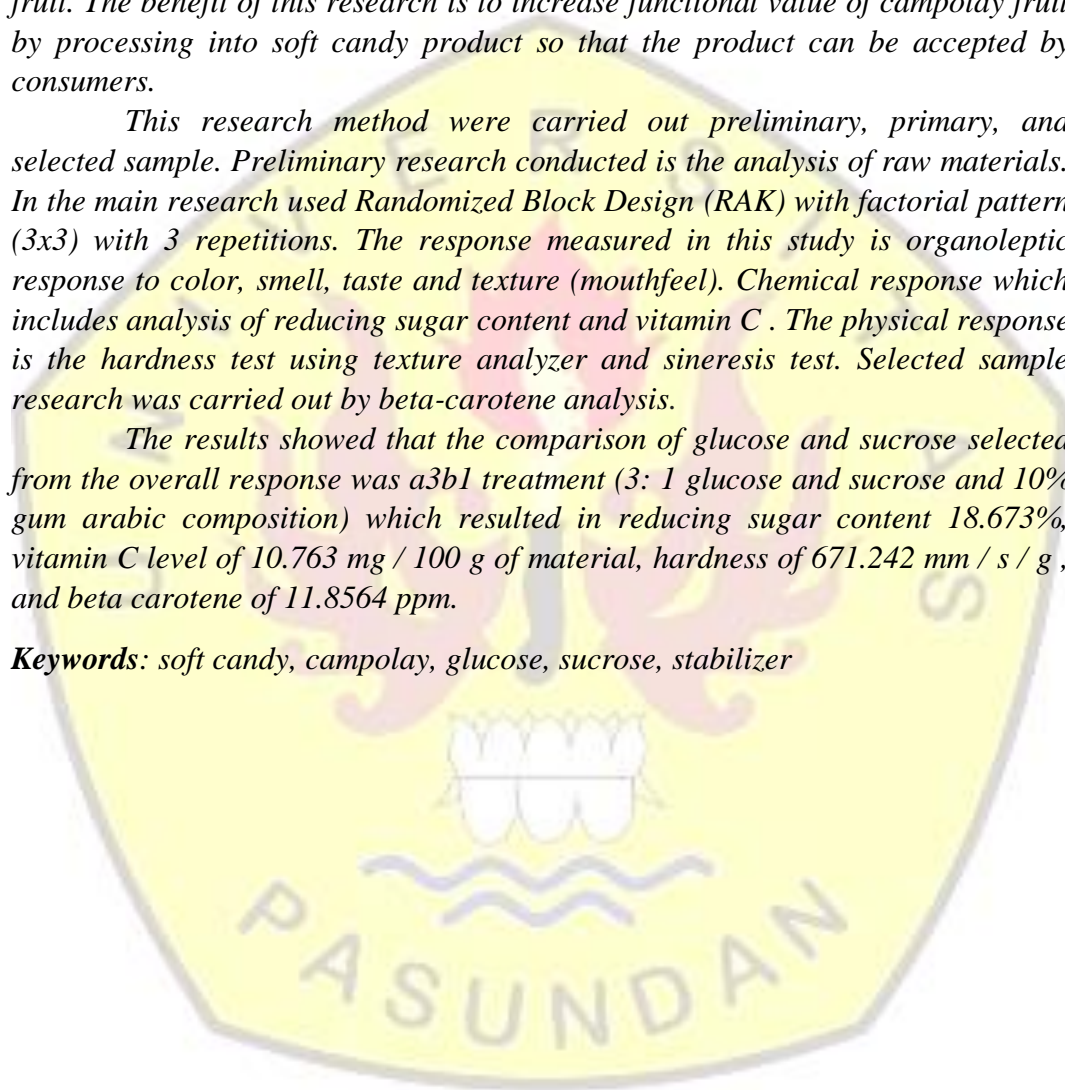 fruit. The benefit of this research is to increase functional value of campolay fruit
by processing into soft candy product so that the product can be accepted by
consumers.
This research method were carried out preliminary, primary, and
selected sample. Preliminary research conducted is the analysis of raw materials.
In the main research used Randomized Block Design (RAK) with factorial pattern
(3x3) with 3 repetitions. The response measured in this study is organoleptic
response to color, smell, taste and texture (mouthfeel). Chemical response which
includes analysis of reducing sugar content and vitamin C . The physical response
is the hardness test using texture analyzer and sineresis test. Selected sample
research was carried out by beta-carotene analysis.
The results showed that the comparison of glucose and sucrose selected
from the overall response was a3b1 treatment (3: 1 glucose and sucrose and 10%
gum arabic composition) which resulted in reducing sugar content 18.673%,
vitamin C level of 10.763 mg / 100 g of material, hardness of 671.242 mm / s / g ,
and beta carotene of 11.8564 ppm.
Keywords: soft candy, campolay, glucose, sucrose, stabilizer
UNIVERSITAS
PASUNDAN